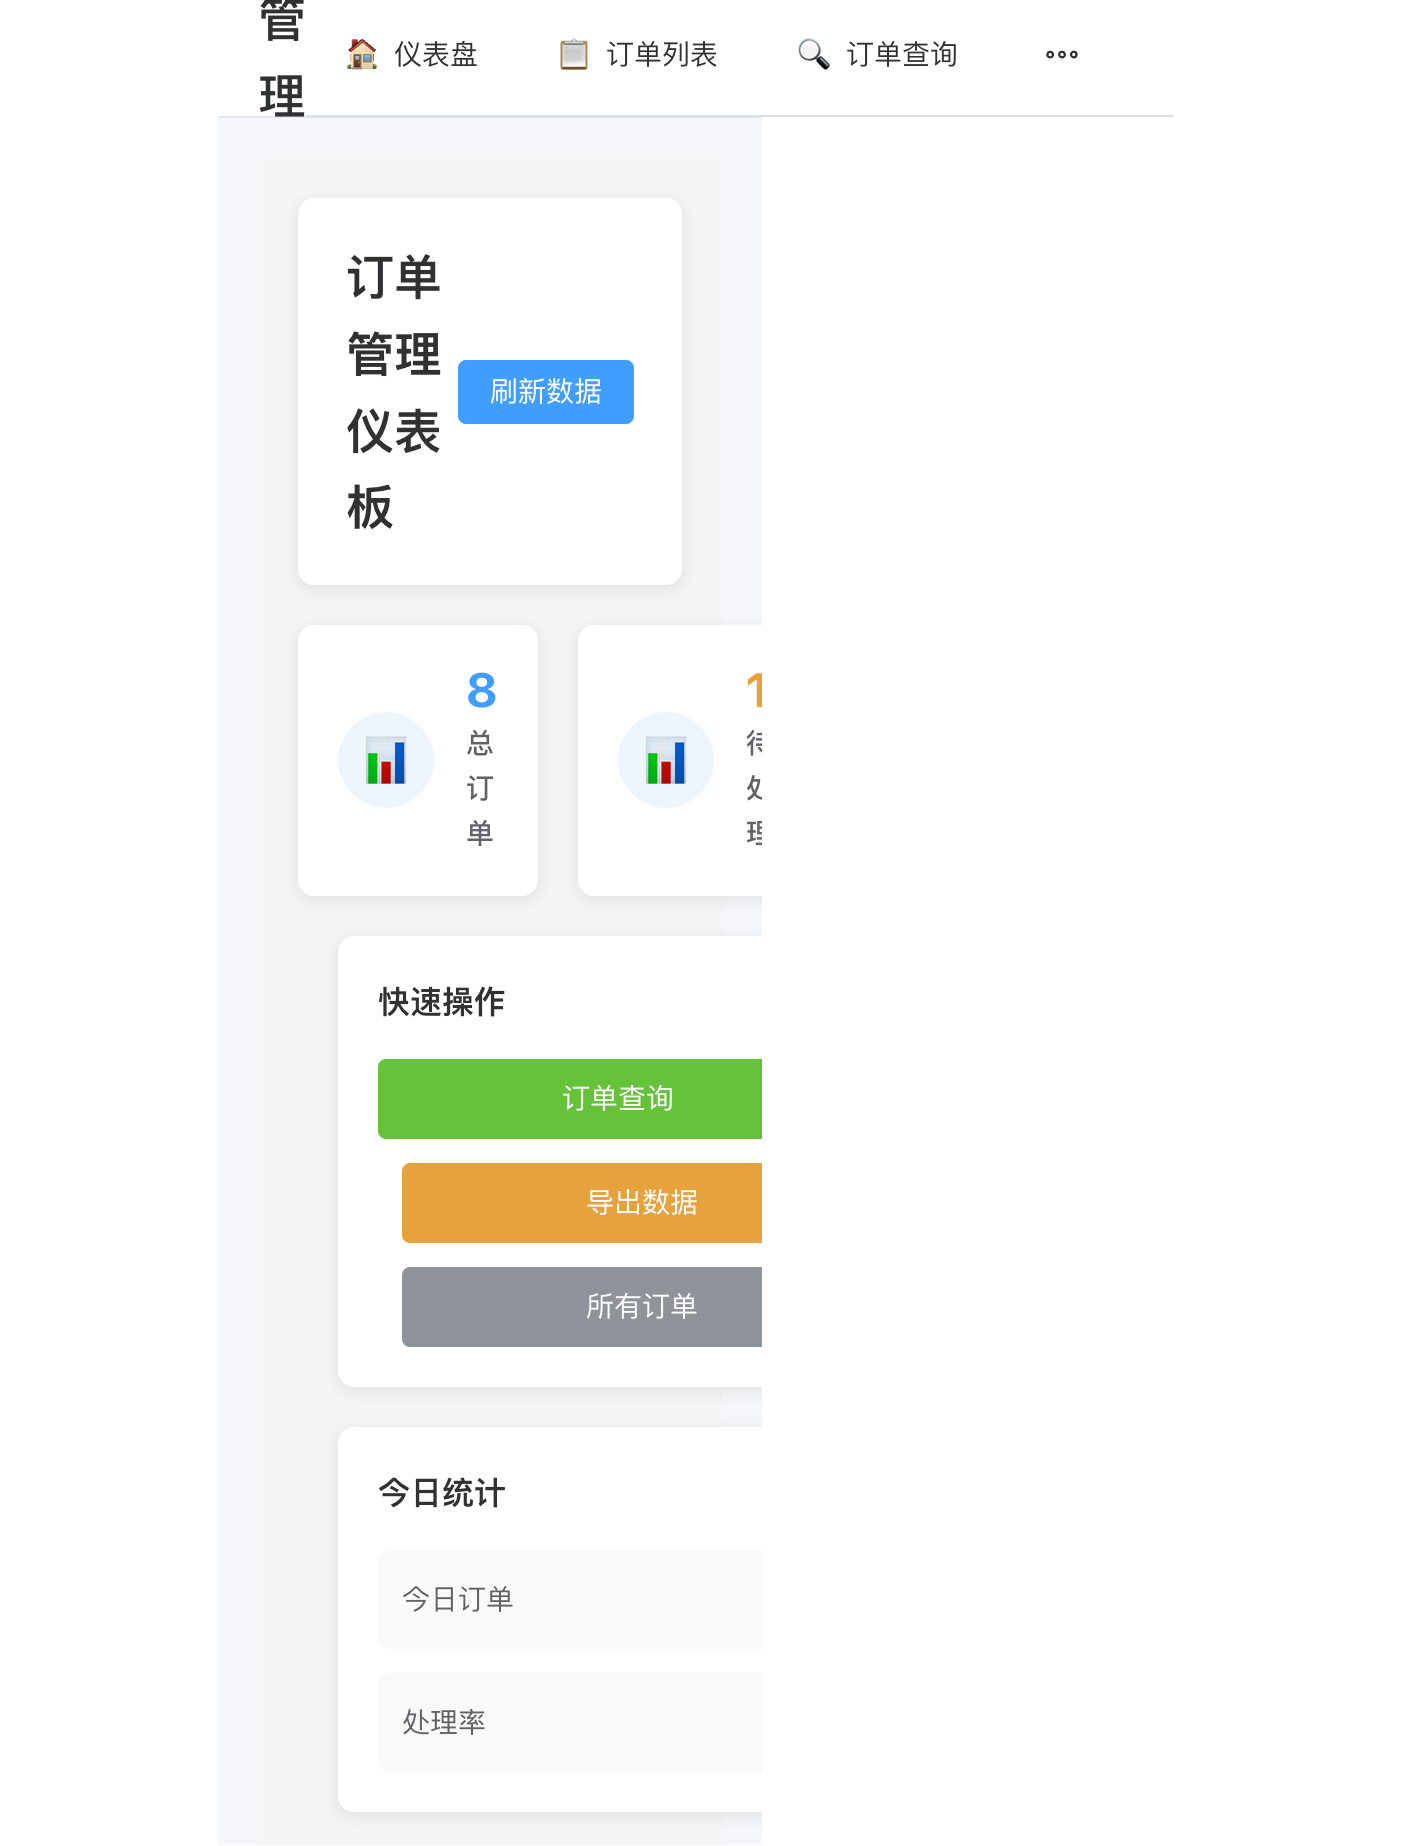 管
理
仪表盘
订单列表
订单查询
订单
管理
仪表
板
刷新数据
8
总
订
单
1
待
处
理
快速操作
订单查询
导出数据
所有订单
今日统计
今日订单
处理率